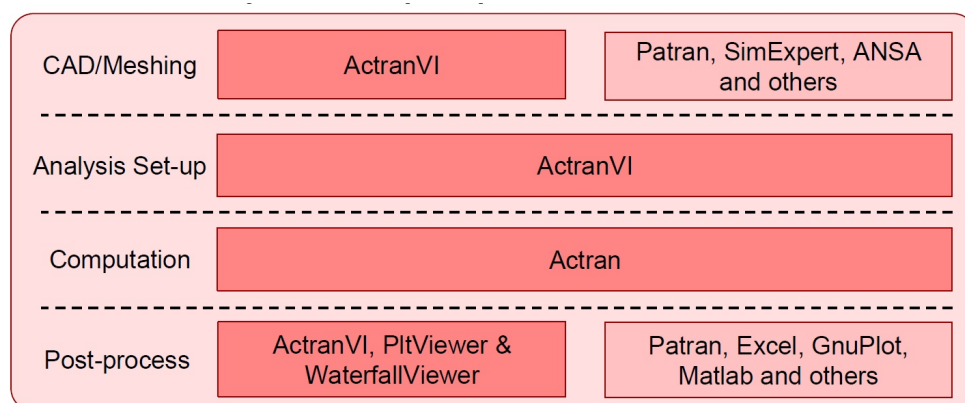 CAD/Meshing
ActranVI
Patran, SimExpert, ANSA
and others
Analysis Set-up
ActranVI
Computation
Actran
Post-process
ActranVI, PltViewer &
WaterfallViewer
Patran, Excel, GnuPlot,
Matlab and others